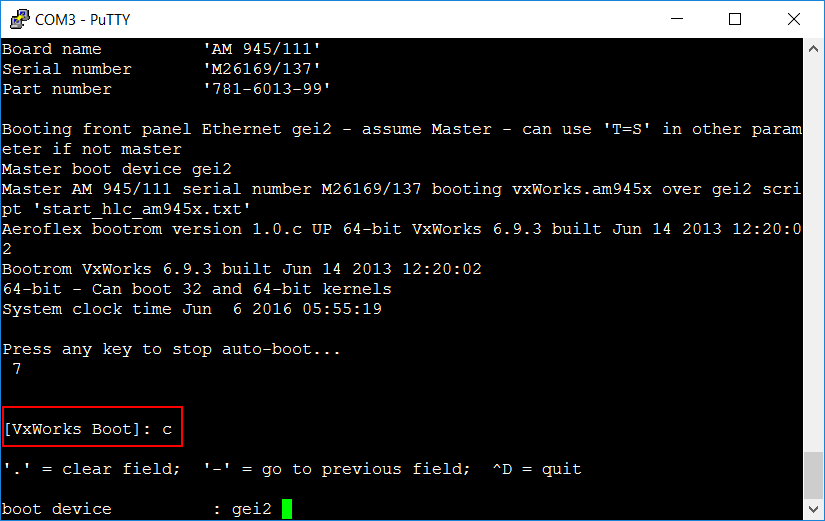 COM3 - PuTTY
Board name          'AM 945/111'
Serial number       'M26169/137'
Part number         '781-6013-99'
Booting front panel Ethernet gei2 - assume Master - can use 'T=S' in other param
eter if not master
Master boot device gei2
Master AM 945/111 serial number M26169/137 booting vxWorks.am945x over gei2 scri
pt 'start_hlc_am945x.txt'
Aeroflex bootrom version 1.0.c UP 64-bit VxWorks 6.9.3 built Jun 14 2013 12:20:0
2
Bootrom VxWorks 6.9.3 built Jun 14 2013 12:20:02
64-bit - Can boot 32 and 64-bit kernels
System clock time Jun  6 2016 05:55:19
Press any key to stop auto-boot...
 7
[VxWorks Boot]: c
'.' = clear field;  '-' = go to previous field;  ^D = quit
boot device          : gei2